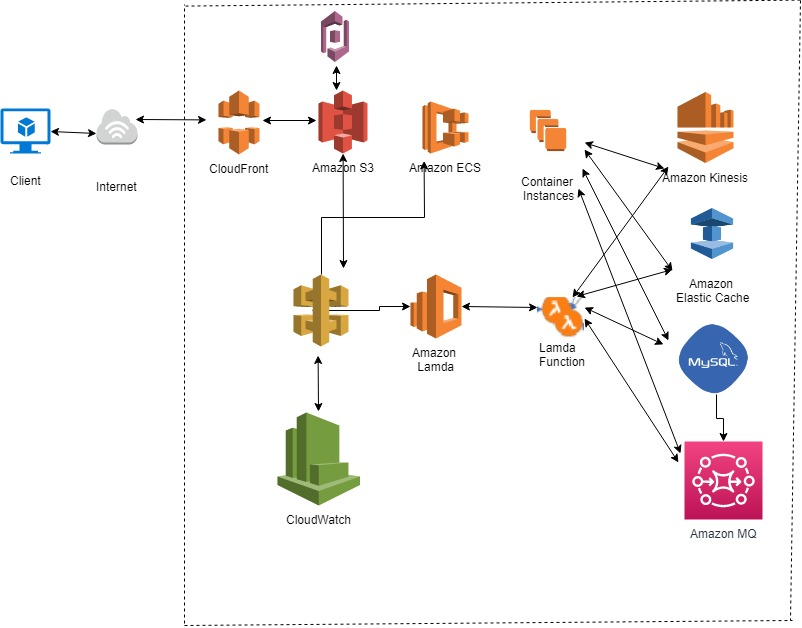 Client
Internet
CloudFront
Amazon S3
Amazon ECS
Container
Instances
Amazon Kinesis
Amazon
Elastic Cache
Amazon
Lamda
Lamda
Function
MySQL
CloudWatch
Amazon MQ